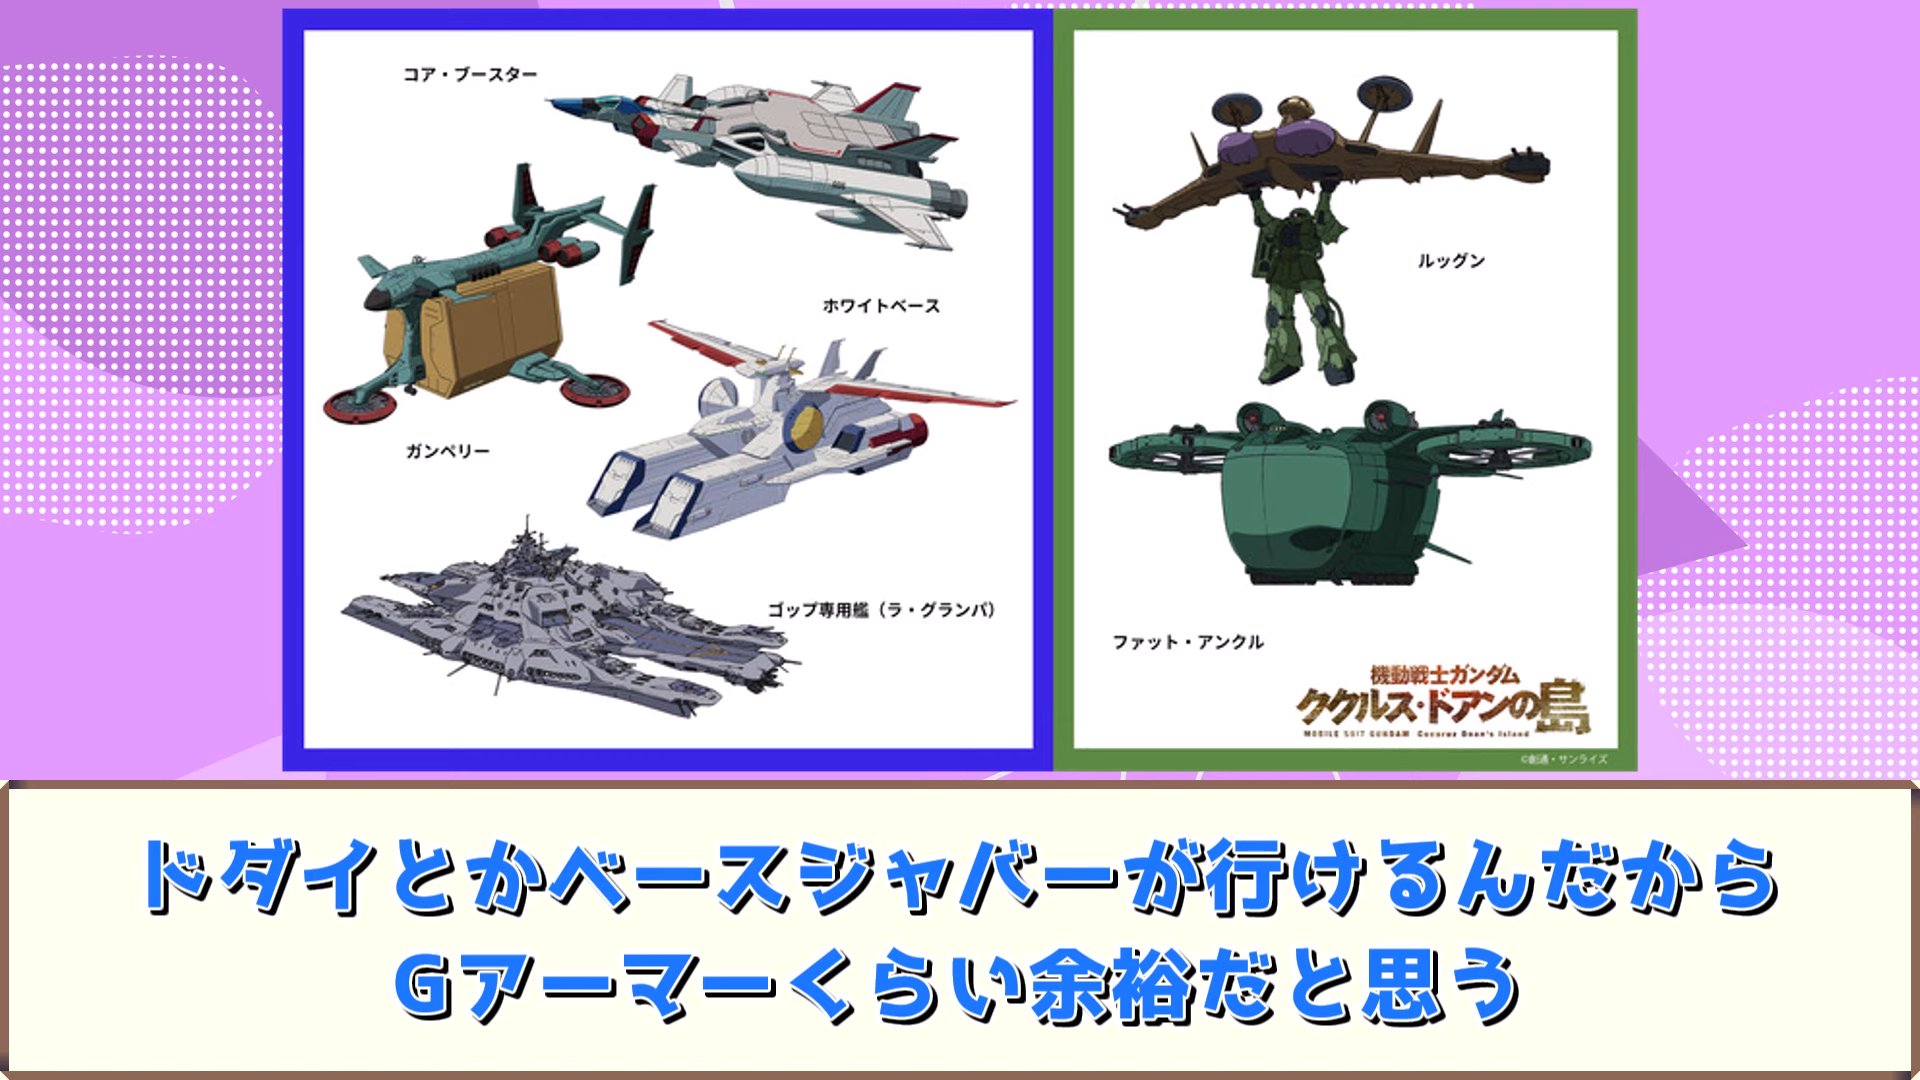 コア・ブースター
ホワイトベース
ガンペリー
ゴップ専用艦（ラ・グランパ）
ルッグン
ファット・アンクル
機動戦士ガンダム
ククルス・ドアンの島
MOBILE SUIT GUNDAM Cucuruz Doan's Island
©創通・サンライズ
ドダイとかベースジャバーが行けるんだから
Gアーマーくらい余裕だと思う